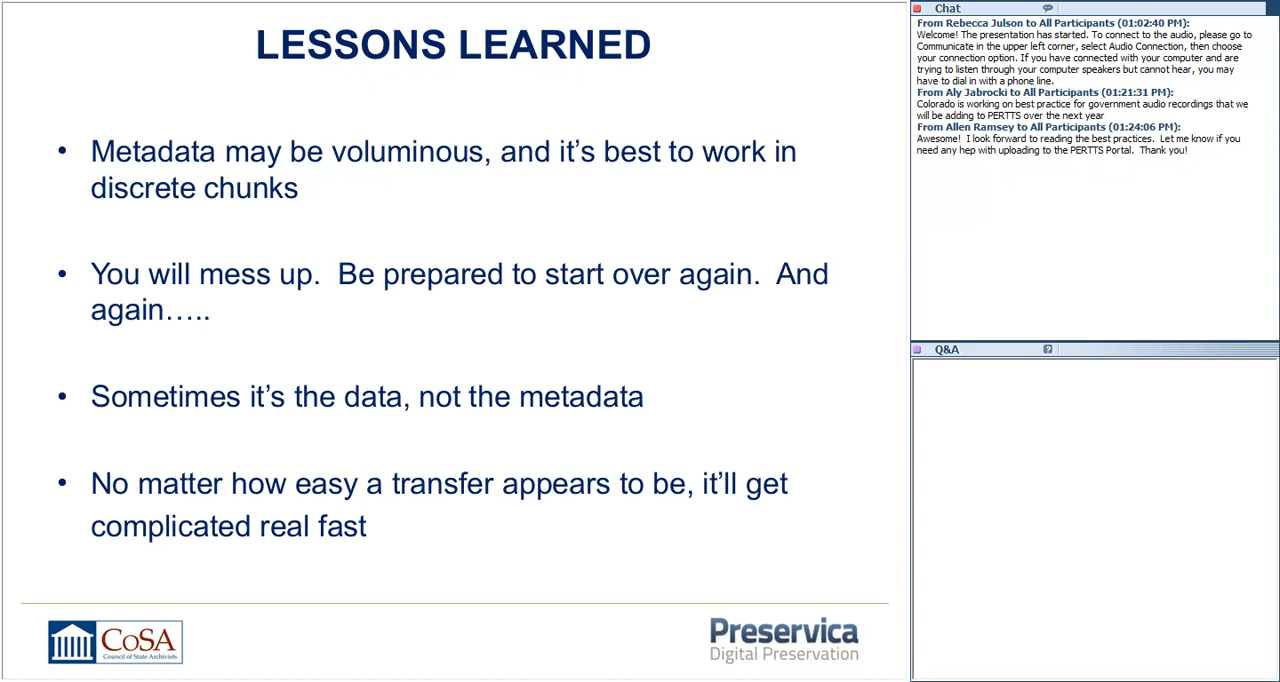 LESSONS LEARNED
• Metadata may be voluminous, and it's best to work in
discrete chunks
• You will mess up.  Be prepared to start over again.  And
again…..
• Sometimes it's the data, not the metadata
• No matter how easy a transfer appears to be, it'll get
complicated real fast
CoSA
Council of State Archivists
Preservica
Digital Preservation
Chat
From Rebecca Julson to All Participants (01:02:40 PM):
Welcome! The presentation has started. To connect to the audio, please go to
Communicate in the upper left corner, select Audio Connection, then choose
your connection option. If you have connected with your computer and are
trying to listen through your computer speakers but cannot hear, you may
have to dial in with a phone line.
From Aly Jabrocki to All Participants (01:21:31 PM):
Colorado is working on best practice for government audio recordings that we
will be adding to PERTTS over the next year
From Allen Ramsey to All Participants (01:24:06 PM):
Awesome!  I look forward to reading the best practices.  Let me know if you
need any hep with uploading to the PERTTS Portal.  Thank you!
Q&A